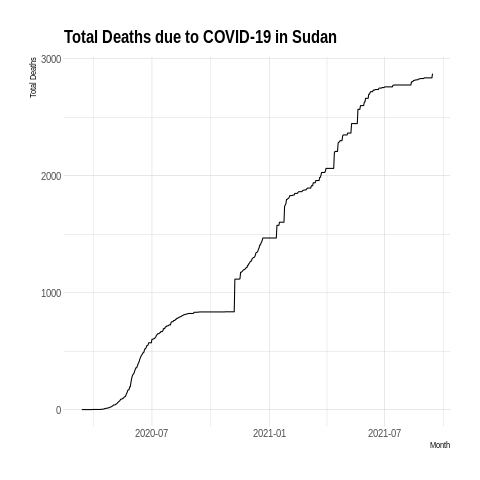 Total Deaths due to COVID-19 in Sudan
Total Deaths
3000
2000
1000
0
2020-07
2021-01
2021-07
Month